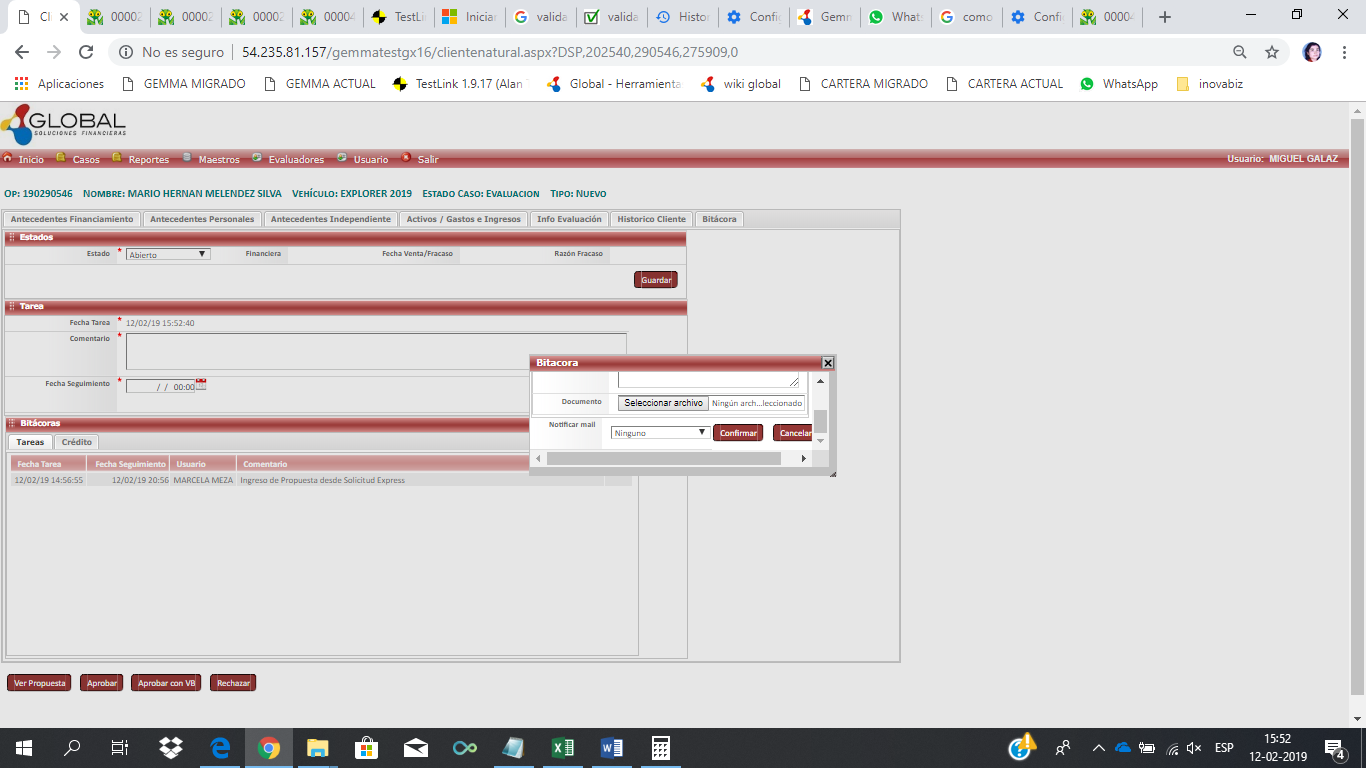 Cl
00002
00002
00002
00004
TestLi
Iniciar
valida
valida
Histor
Config
Gemm
Whats
como
Confi
00004
No es seguro | 54.235.81.157/gemmatestgx16/clientenatural.aspx?DSP,202540,290546,275909,0
Aplicaciones
GEMMA MIGRADO
GEMMA ACTUAL
TestLink 1.9.17 (Alan
Global - Herramienta
wiki global
CARTERA MIGRADO
CARTERA ACTUAL
WhatsApp
inovabiz
GLOBAL
SOLUCIONES FINANCIERAS
Inicio Casos Reportes Maestros Evaluadores Usuario Salir Usuario: MIGUEL GALAZ
Op: 190290546 Nombre: MARIO HERNAN MELENDEZ SILVA Vehículo: EXPLORER 2019 Estado Caso: Evaluacion Tipo: Nuevo
Antecedentes Financiamiento Antecedentes Personales Antecedentes Independiente Activos / Gastos e Ingresos Info Evaluación Historico Cliente Bitácora
Estados
Estado * Abierto Financiera Fecha Venta/Fracaso Razón Fracaso
Guardar
Tarea
Fecha Tarea * 12/02/19 15:52:40
Comentario *
Fecha Seguimiento * / / 00:00
Bitacora
Documento Seleccionar archivo Ningún arch...leccionado
Notificar mail Ninguno Confirmar Cancelar
Bitácoras
Tareas Crédito
Fecha Tarea Fecha Seguimiento Usuario Comentario
12/02/19 14:56:55 12/02/19 20:56 MARCELA MEZA Ingreso de Propuesta desde Solicitud Express
Ver Propuesta Aprobar Aprobar con VB Rechazar
ESP
15:52
12-02-2019
4